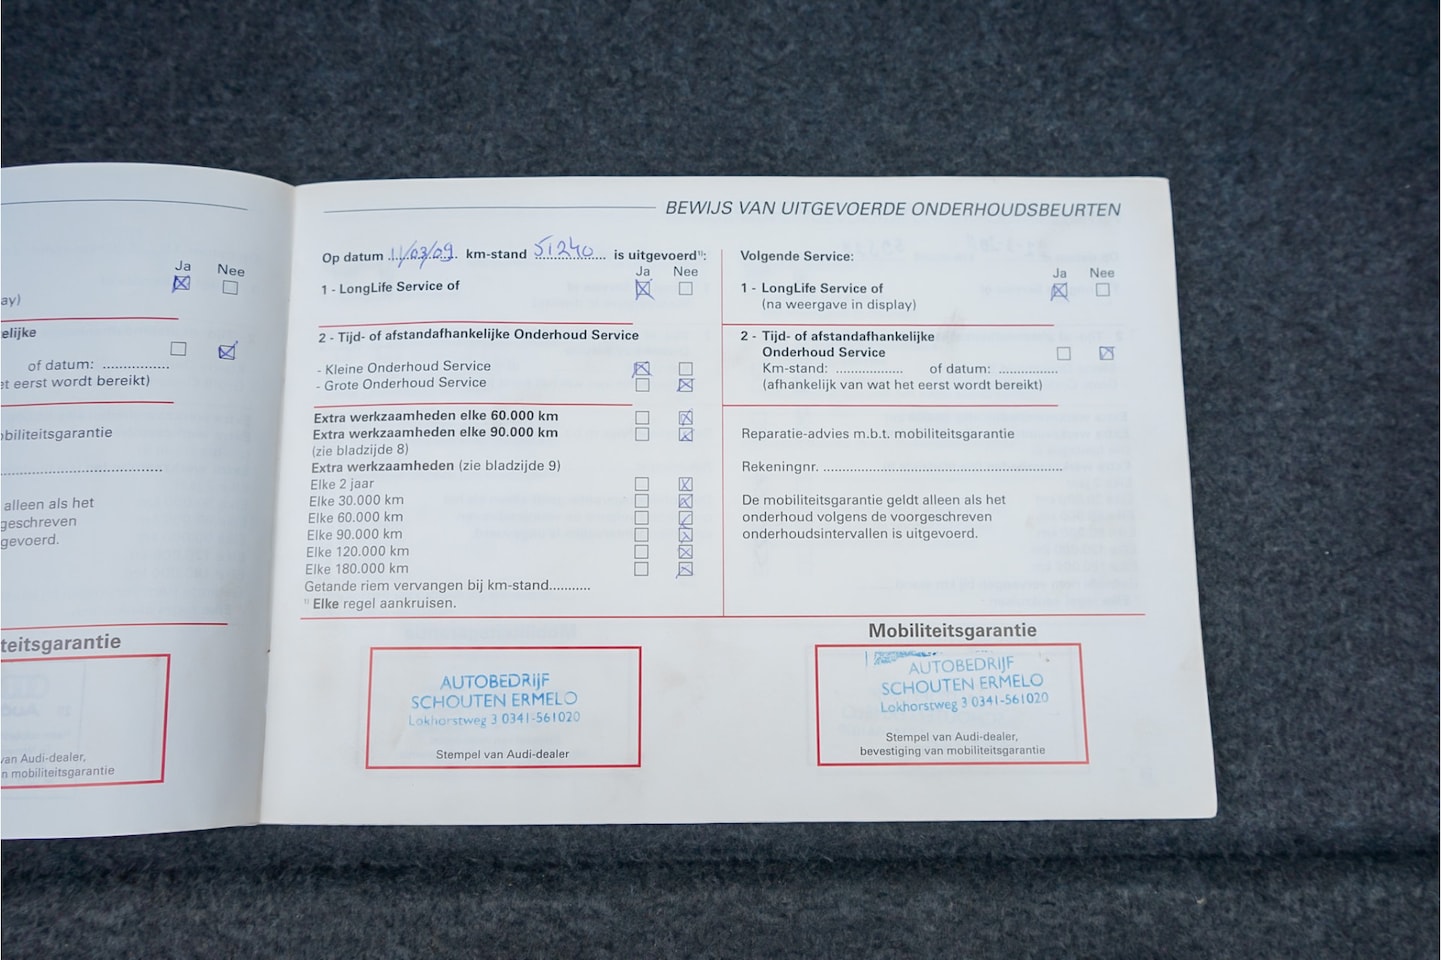 Ja Nee
ay)
elijke
of datum: ..................
et eerst wordt bereikt)
obiliteitsgarantie
alleen als het
geschreven
gevoerd.
teitsgarantie
van Audi-dealer,
n mobiliteitsgarantie
BEWIJS VAN UITGEVOERDE ONDERHOUDSBEURTEN
Op datum 11/03/09 km-stand 51240 is uitgevoerd¹⁾:
Ja Nee
1 - LongLife Service of
2 - Tijd- of afstandafhankelijke Onderhoud Service
- Kleine Onderhoud Service
- Grote Onderhoud Service
Extra werkzaamheden elke 60.000 km
Extra werkzaamheden elke 90.000 km
(zie bladzijde 8)
Extra werkzaamheden (zie bladzijde 9)
Elke 2 jaar
Elke 30.000 km
Elke 60.000 km
Elke 90.000 km
Elke 120.000 km
Elke 180.000 km
Getande riem vervangen bij km-stand...........
¹⁾ Elke regel aankruisen.
AUTOBEDRIJF
SCHOUTEN ERMELO
Lokhorstweg 3 0341-561020
Stempel van Audi-dealer
Volgende Service:
Ja Nee
1 - LongLife Service of
(na weergave in display)
2 - Tijd- of afstandafhankelijke
Onderhoud Service
Km-stand: .................. of datum: ................
(afhankelijk van wat het eerst wordt bereikt)
Reparatie-advies m.b.t. mobiliteitsgarantie
Rekeningnr. ................................................................
De mobiliteitsgarantie geldt alleen als het
onderhoud volgens de voorgeschreven
onderhoudsintervallen is uitgevoerd.
Mobiliteitsgarantie
AUTOBEDRIJF
SCHOUTEN ERMELO
Lokhorstweg 3 0341-561020
Stempel van Audi-dealer,
bevestiging van mobiliteitsgarantie